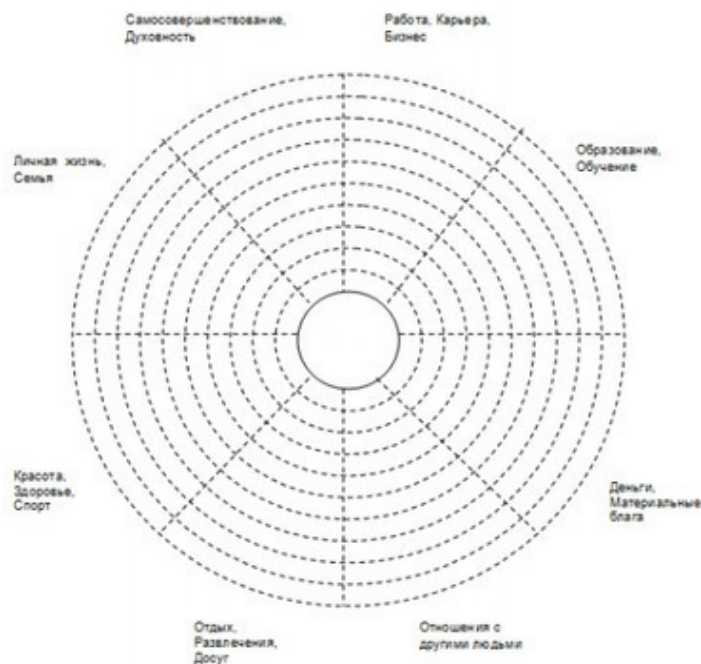 Самосовершенствование,
Духовность
Работа, Карьера,
Бизнес
Личная жизнь,
Семья
Образование,
Обучение
Красота,
Здоровье,
Спорт
Деньги,
Материальные
блага
Отдых,
Развлечения,
Досуг
Отношения с
другими людьми